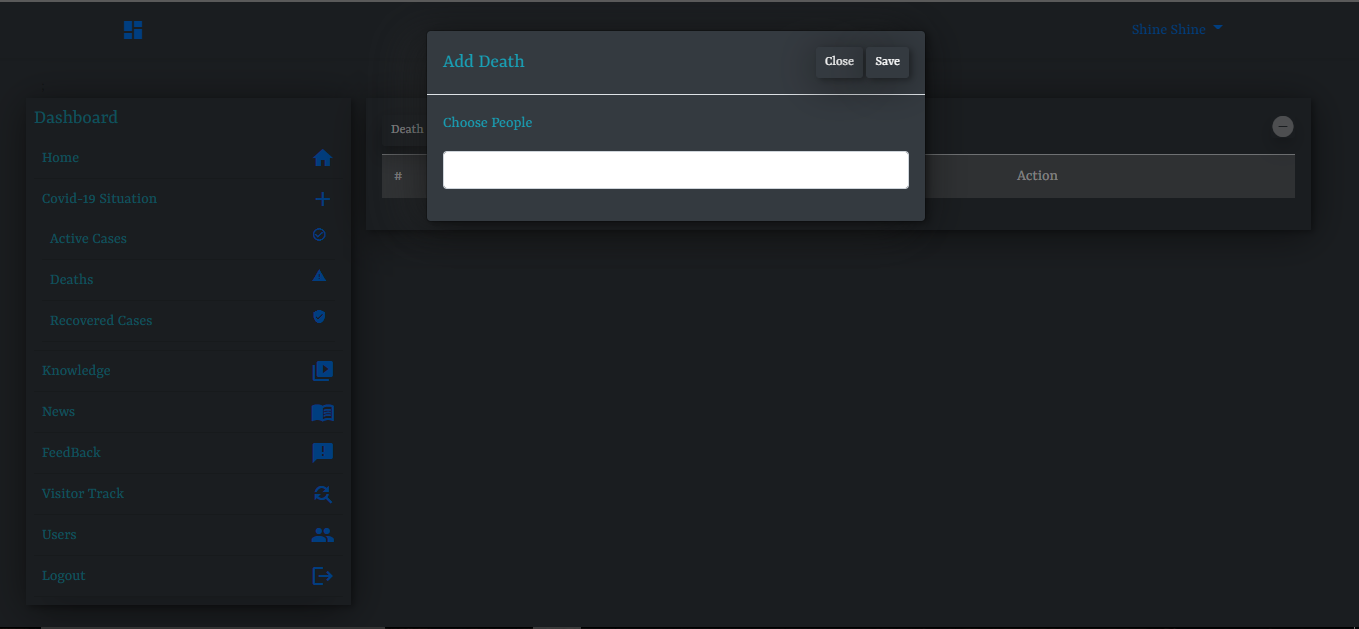 Shine Shine
Add Death
Close
Save
Choose People
Dashboard
Home
Covid-19 Situation
Active Cases
Deaths
Recovered Cases
Knowledge
News
FeedBack
Visitor Track
Users
Logout
Death
#
Action